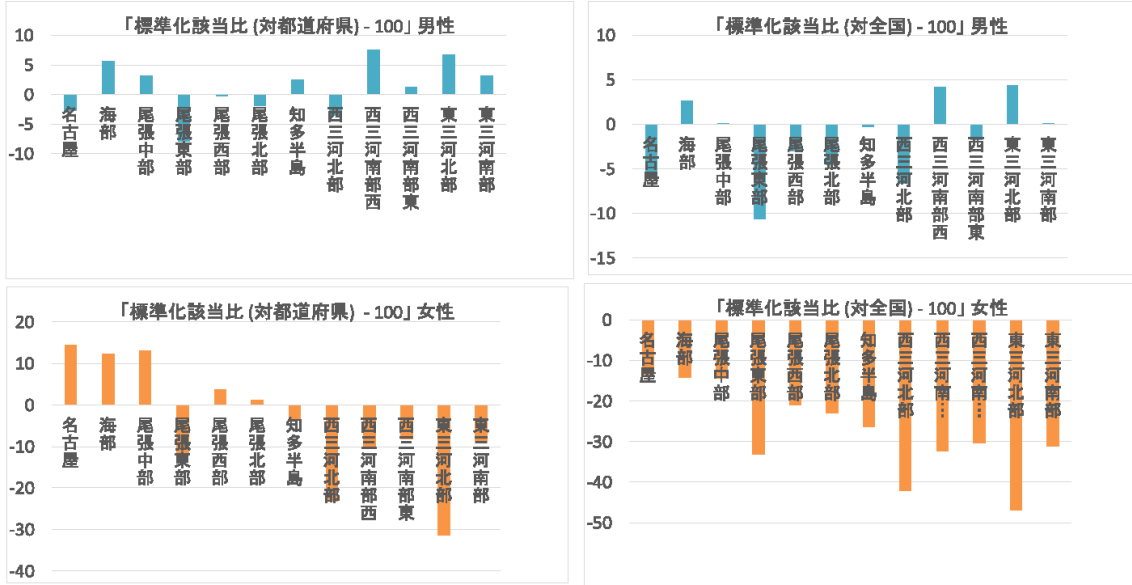 「標準化該当比 (対都道府県) - 100」 男性
10
5
0
-5
-10
名古屋
海部
尾張中部
尾張東部
尾張西部
尾張北部
知多半島
西三河北部
西三河南部西
西三河南部東
東三河北部
東三河南部
「標準化該当比 (対全国) - 100」 男性
10
5
0
-5
-10
-15
名古屋
海部
尾張中部
尾張東部
尾張西部
尾張北部
知多半島
西三河北部
西三河南部西
西三河南部東
東三河北部
東三河南部
「標準化該当比 (対都道府県) - 100」 女性
20
10
0
-10
-20
-30
-40
名古屋
海部
尾張中部
尾張東部
尾張西部
尾張北部
知多半島
西三河北部
西三河南部西
西三河南部東
東三河北部
東三河南部
「標準化該当比 (対全国) - 100」 女性
0
-10
-20
-30
-40
-50
名古屋
海部
尾張中部
尾張東部
尾張西部
尾張北部
知多半島
西三河北部
西三河南…
西三河南…
東三河北部
東三河南部